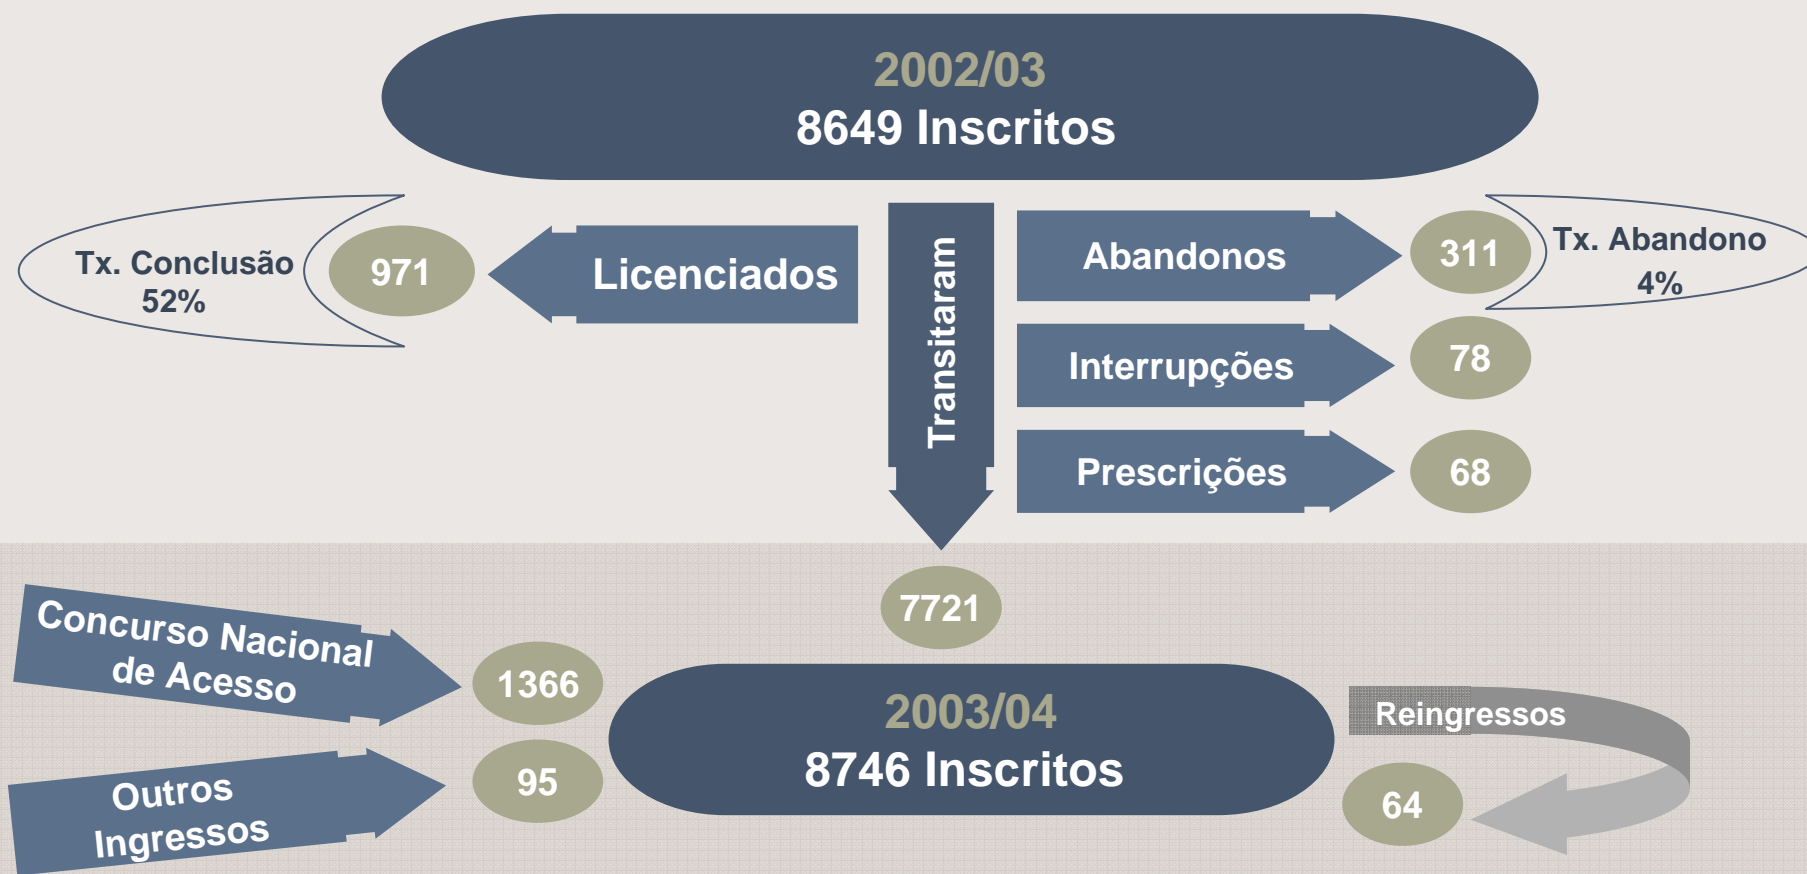 2002/03
8649 Inscritos
Tx. Conclusão
52%
971
Licenciados
Transitaram
Abandonos
311
Tx. Abandono
4%
Interrupções
78
Prescrições
68
7721
Concurso Nacional
de Acesso
1366
Outros
Ingressos
95
2003/04
8746 Inscritos
Reingressos
64